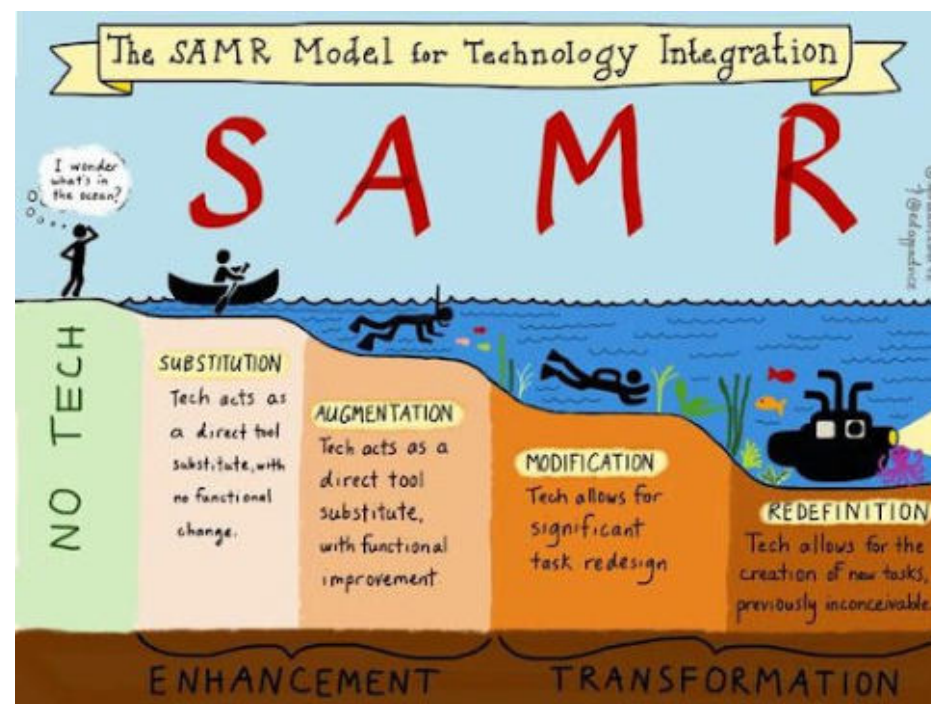 The SAMR Model for Technology Integration
S A M R
I wonder
what's in
the ocean?
NO TECH
SUBSTITUTION
Tech acts as
a direct tool
substitute, with
no functional
change.
AUGMENTATION
Tech acts as a
direct tool
substitute,
with functional
improvement
MODIFICATION
Tech allows for
significant
task redesign
REDEFINITION
Tech allows for the
creation of new tasks,
previously inconceivable
ENHANCEMENT
TRANSFORMATION